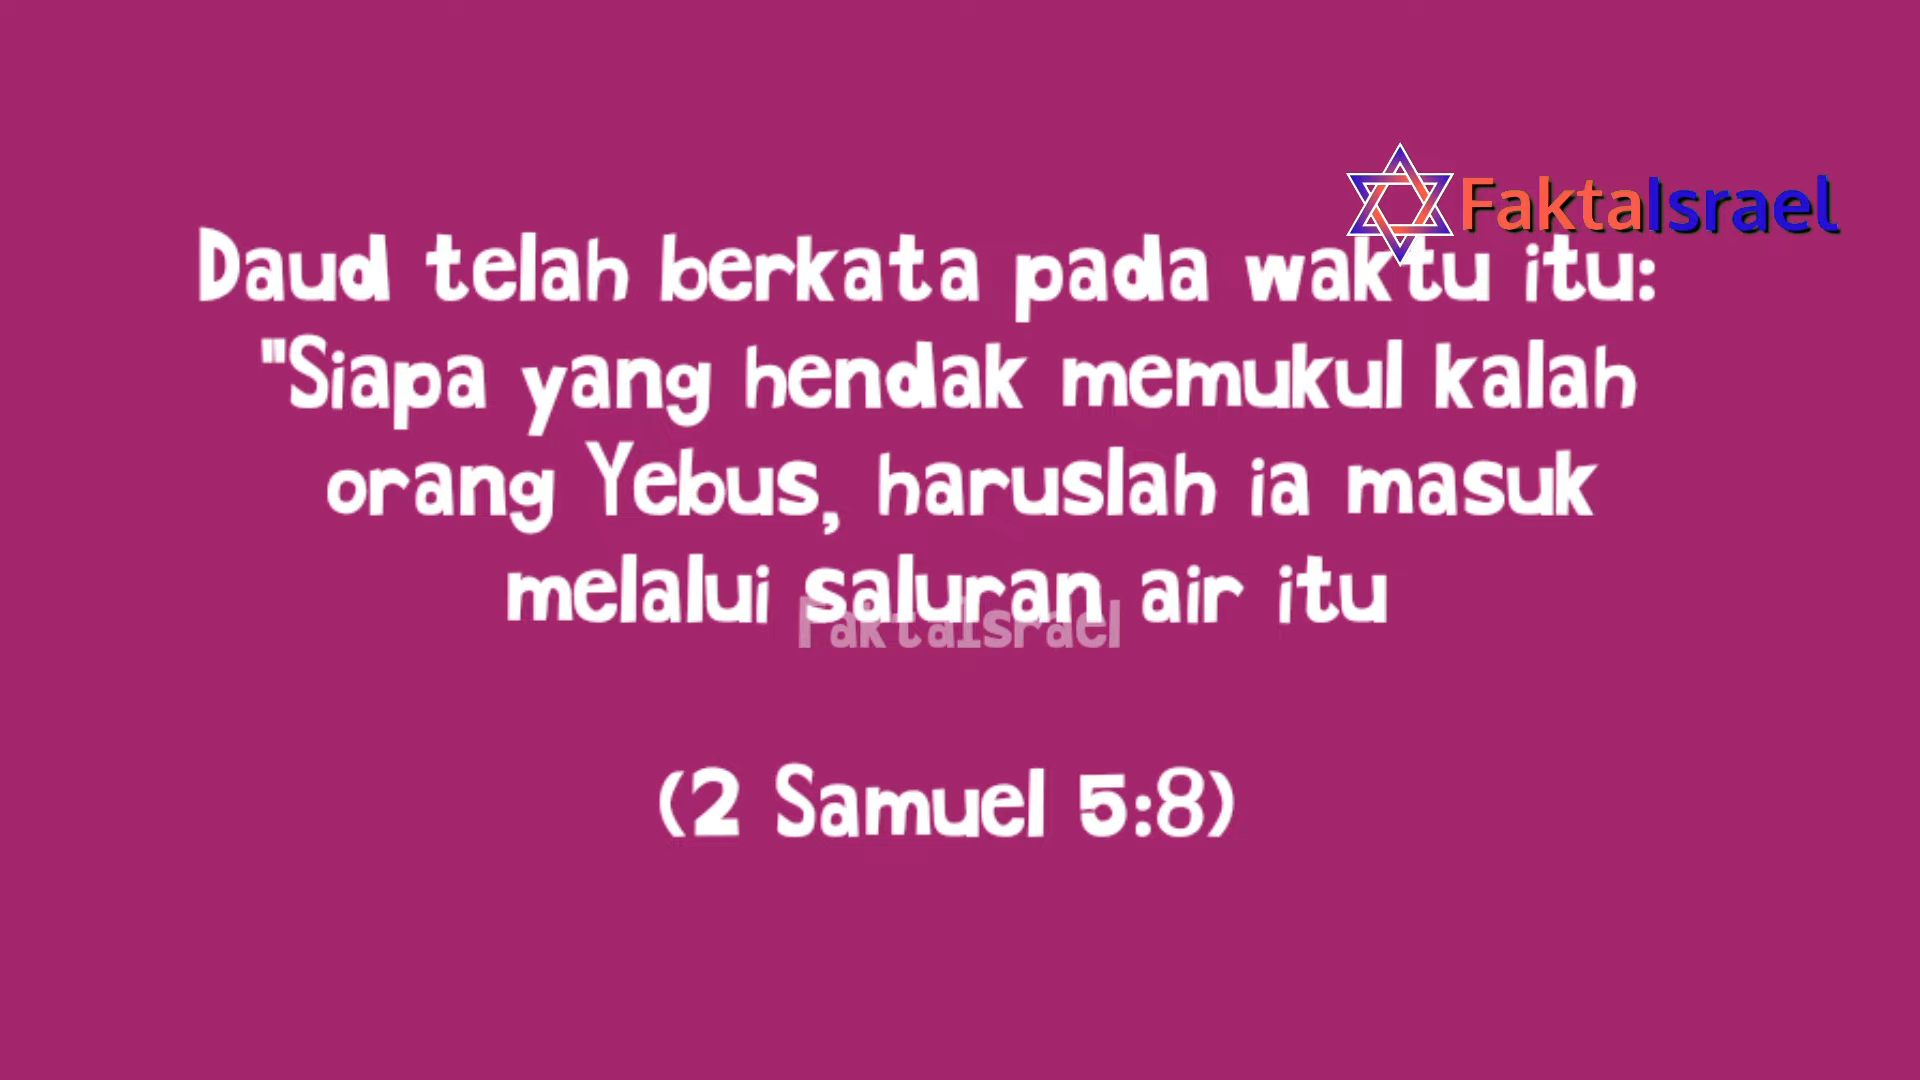 FaktaIsrael
Daud telah berkata pada waktu itu:
"Siapa yang hendak memukul kalah
orang Yebus, haruslah ia masuk
melalui saluran air itu
FaktaIsrael
(2 Samuel 5:8)